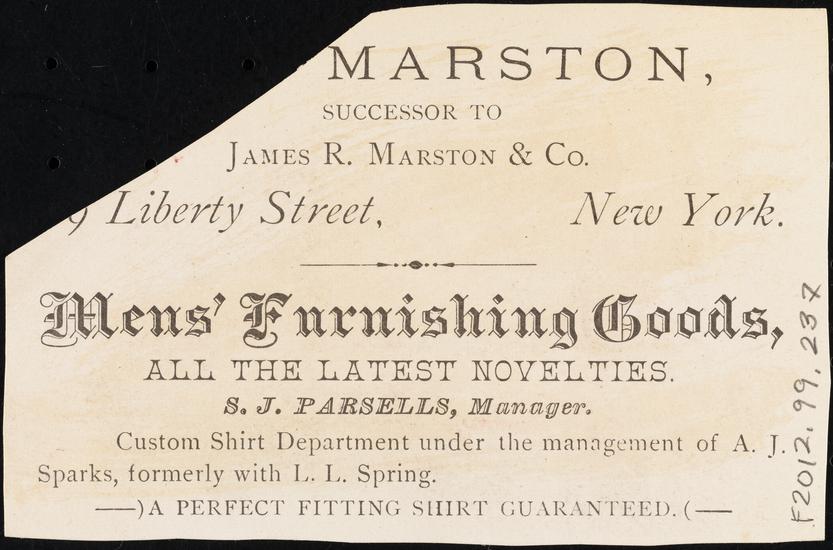 MARSTON,
SUCCESSOR TO
JAMES R. MARSTON & CO.
9 Liberty Street, New York.
Mens' Furnishing Goods,
ALL THE LATEST NOVELTIES.
S. J. PARSELLS, Manager.
Custom Shirt Department under the management of A. J.
Sparks, formerly with L. L. Spring.
—)A PERFECT FITTING SHIRT GUARANTEED.(—
F2012.99.237